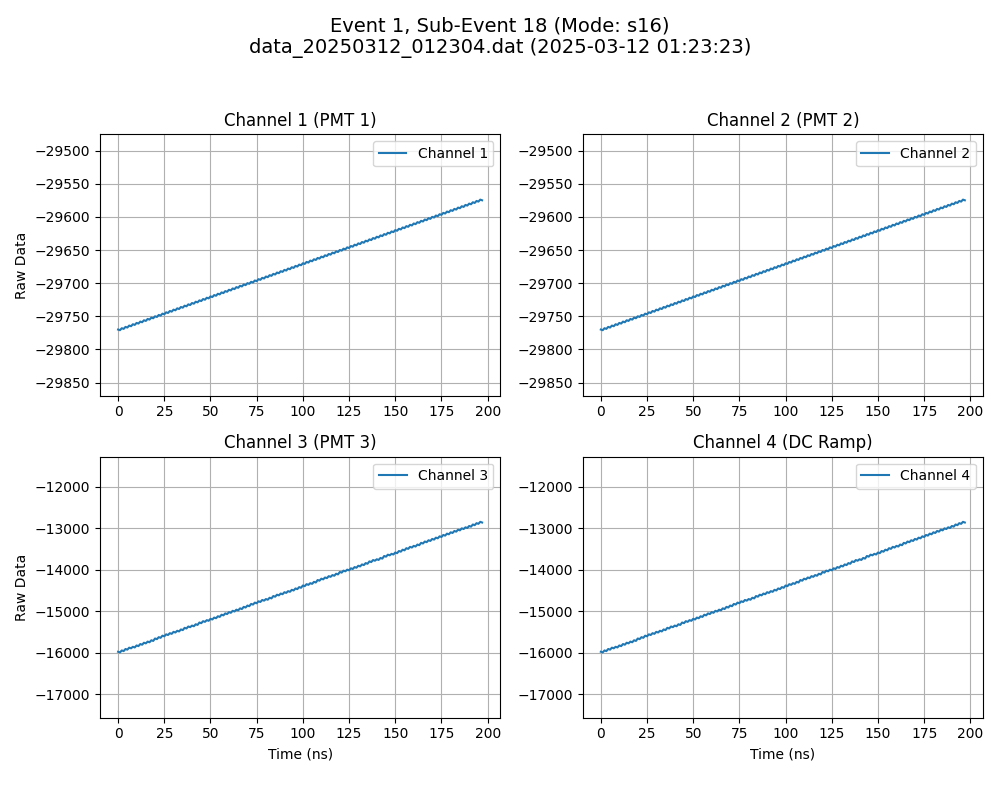 Event 1, Sub-Event 18 (Mode: s16)
data_20250312_012304.dat (2025-03-12 01:23:23)
Channel 1 (PMT 1)
Channel 1
Raw Data
−29500
−29550
−29600
−29650
−29700
−29750
−29800
−29850
0 25 50 75 100 125 150 175 200
Channel 2 (PMT 2)
Channel 2
−29500
−29550
−29600
−29650
−29700
−29750
−29800
−29850
0 25 50 75 100 125 150 175 200
Channel 3 (PMT 3)
Channel 3
Raw Data
−12000
−13000
−14000
−15000
−16000
−17000
0 25 50 75 100 125 150 175 200
Time (ns)
Channel 4 (DC Ramp)
Channel 4
−12000
−13000
−14000
−15000
−16000
−17000
0 25 50 75 100 125 150 175 200
Time (ns)